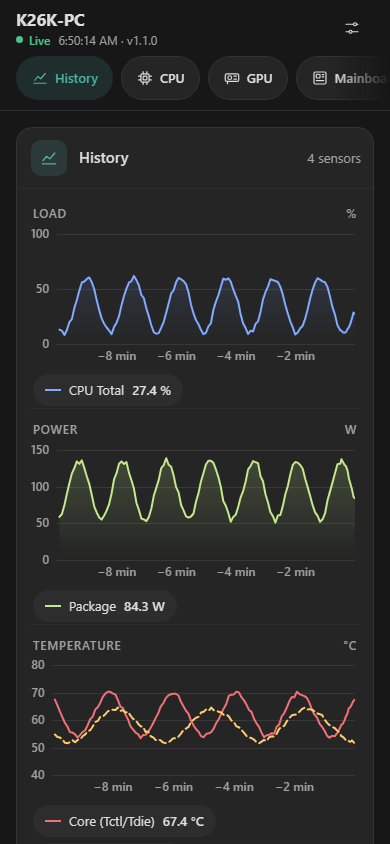 K26K-PC
Live 6:50:14 AM · v1.1.0
History CPU GPU Mainboa
History 4 sensors
LOAD %
100
50
0
−8 min −6 min −4 min −2 min
CPU Total 27.4 %
POWER W
150
100
50
0
−8 min −6 min −4 min −2 min
Package 84.3 W
TEMPERATURE °C
80
70
60
50
40
−8 min −6 min −4 min −2 min
Core (Tctl/Tdie) 67.4 °C